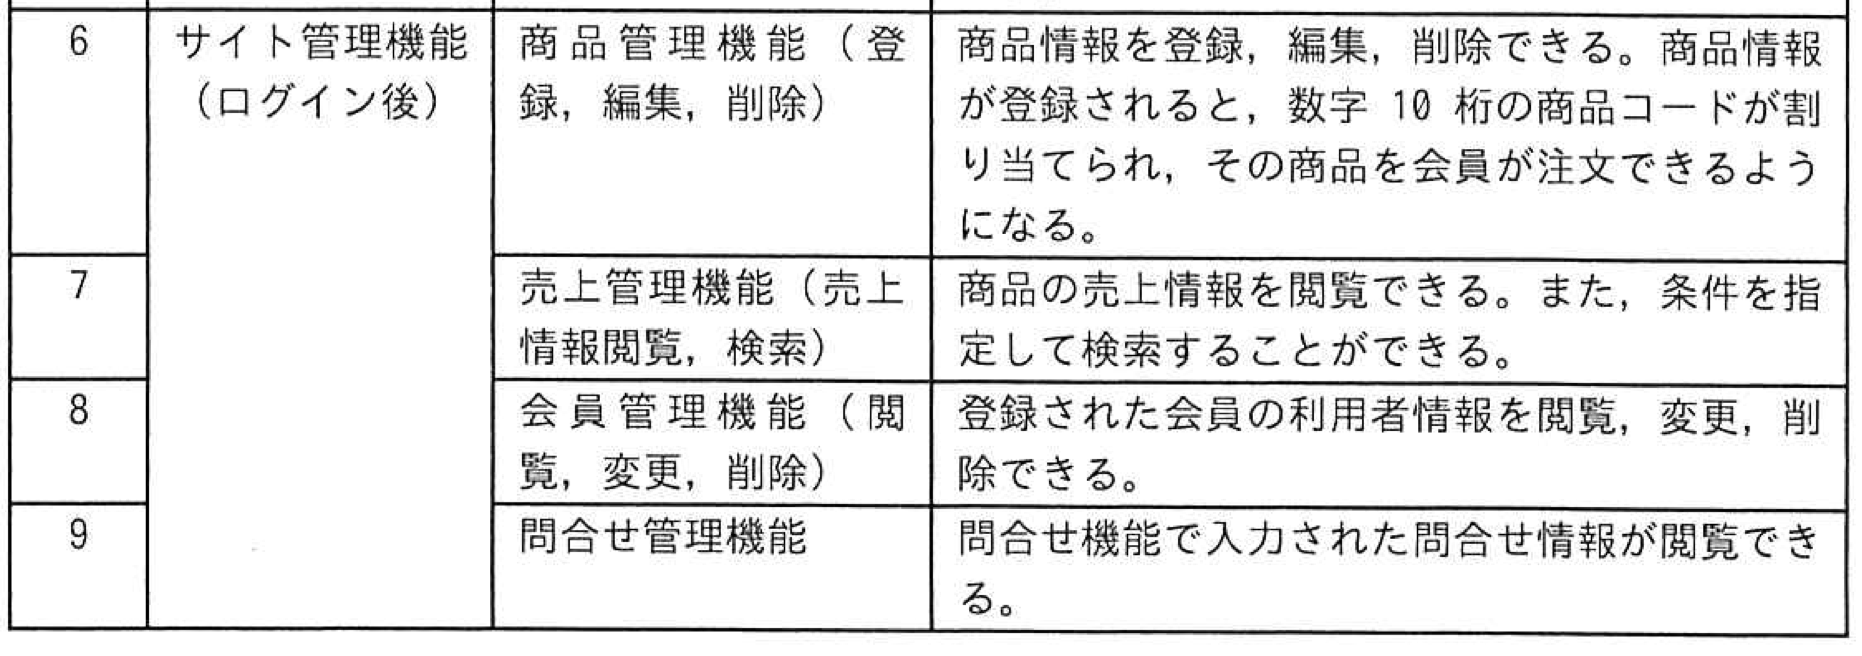 6
サイト管理機能
（ログイン後）
商品管理機能（登
録，編集，削除）
商品情報を登録，編集，削除できる。商品情報
が登録されると，数字 10 桁の商品コードが割
り当てられ，その商品を会員が注文できるよう
になる。
7
売上管理機能（売上
情報閲覧，検索）
商品の売上情報を閲覧できる。また，条件を指
定して検索することができる。
8
会員管理機能（閲
覧，変更，削除）
登録された会員の利用者情報を閲覧，変更，削
除できる。
9
問合せ管理機能
問合せ機能で入力された問合せ情報が閲覧でき
る。